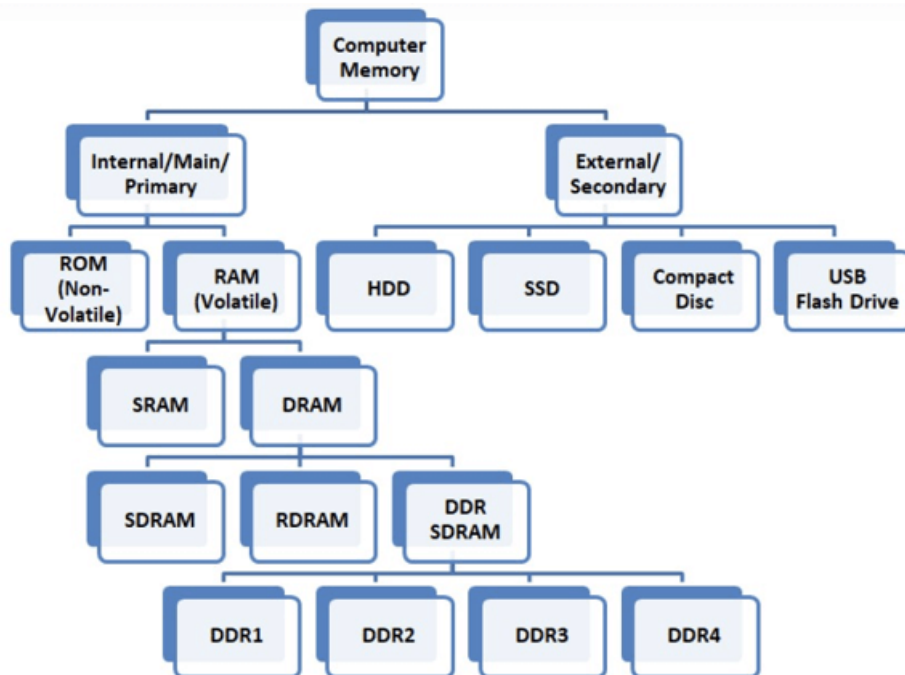 Computer
Memory
Internal/Main/
Primary
External/
Secondary
ROM
(Non-
Volatile)
RAM
(Volatile)
HDD
SSD
Compact
Disc
USB
Flash Drive
SRAM
DRAM
SDRAM
RDRAM
DDR
SDRAM
DDR1
DDR2
DDR3
DDR4